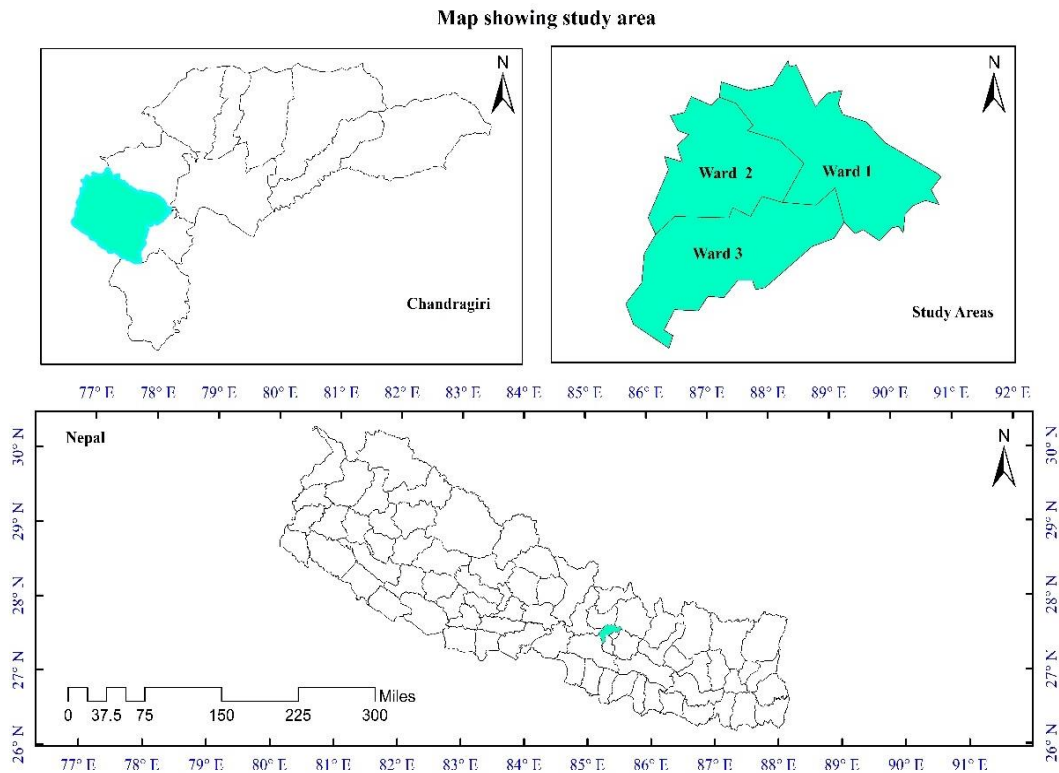 Map showing study area
N
Chandragiri
N
Ward 2
Ward 1
Ward 3
Study Areas
77° E 78° E 79° E 80° E 81° E 82° E 83° E 84° E 85° E 86° E 87° E 88° E 89° E 90° E 91° E 92° E
Nepal
N
30° N
29° N
28° N
27° N
26° N
30° N
29° N
28° N
27° N
26° N
Miles
0 37.5 75 150 225 300
77° E 78° E 79° E 80° E 81° E 82° E 83° E 84° E 85° E 86° E 87° E 88° E 89° E 90° E 91° E 92° E